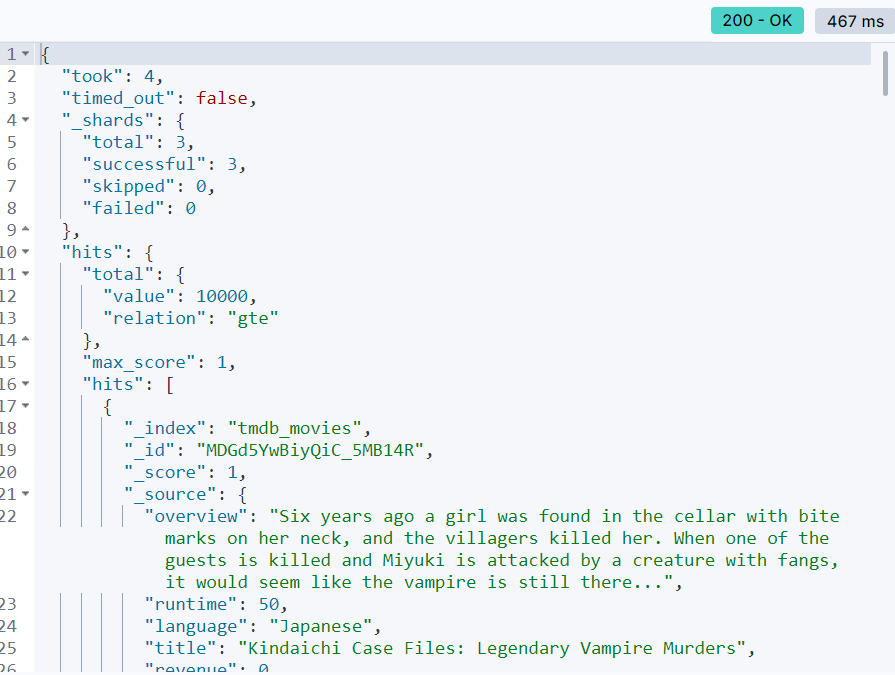 200 - OK 467 ms
1 {
2 "took": 4,
3 "timed_out": false,
4 "_shards": {
5 "total": 3,
6 "successful": 3,
7 "skipped": 0,
8 "failed": 0
9 },
10 "hits": {
11 "total": {
12 "value": 10000,
13 "relation": "gte"
14 },
15 "max_score": 1,
16 "hits": [
17 {
18 "_index": "tmdb_movies",
19 "_id": "MDGd5YwBiyQiC_5MB14R",
20 "_score": 1,
21 "_source": {
22 "overview": "Six years ago a girl was found in the cellar with bite
marks on her neck, and the villagers killed her. When one of the
guests is killed and Miyuki is attacked by a creature with fangs,
it would seem like the vampire is still there...",
23 "runtime": 50,
24 "language": "Japanese",
25 "title": "Kindaichi Case Files: Legendary Vampire Murders",
26 "revenue": 0